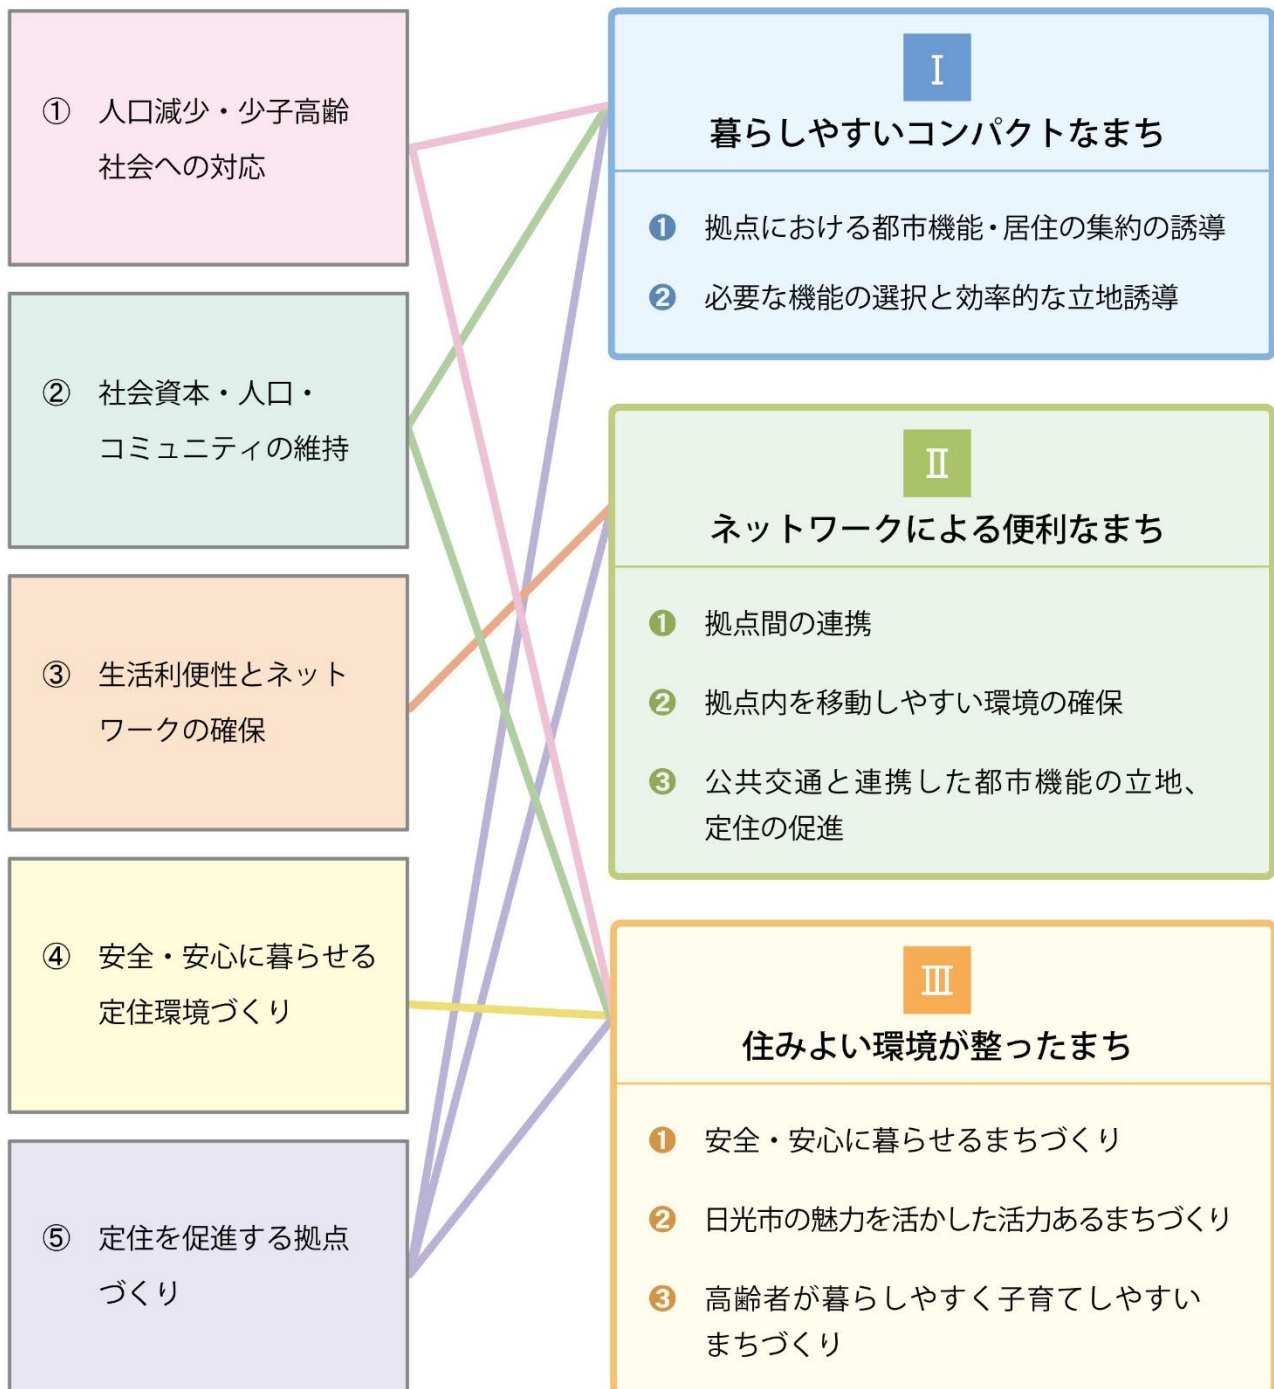 ① 人口減少・少子高齢
社会への対応
② 社会資本・人口・
コミュニティの維持
③ 生活利便性とネット
ワークの確保
④ 安全・安心に暮らせる
定住環境づくり
⑤ 定住を促進する拠点
づくり
Ⅰ
暮らしやすいコンパクトなまち
❶ 拠点における都市機能・居住の集約の誘導
❷ 必要な機能の選択と効率的な立地誘導
Ⅱ
ネットワークによる便利なまち
❶ 拠点間の連携
❷ 拠点内を移動しやすい環境の確保
❸ 公共交通と連携した都市機能の立地、
定住の促進
Ⅲ
住みよい環境が整ったまち
❶ 安全・安心に暮らせるまちづくり
❷ 日光市の魅力を活かした活力あるまちづくり
❸ 高齢者が暮らしやすく子育てしやすい
まちづくり